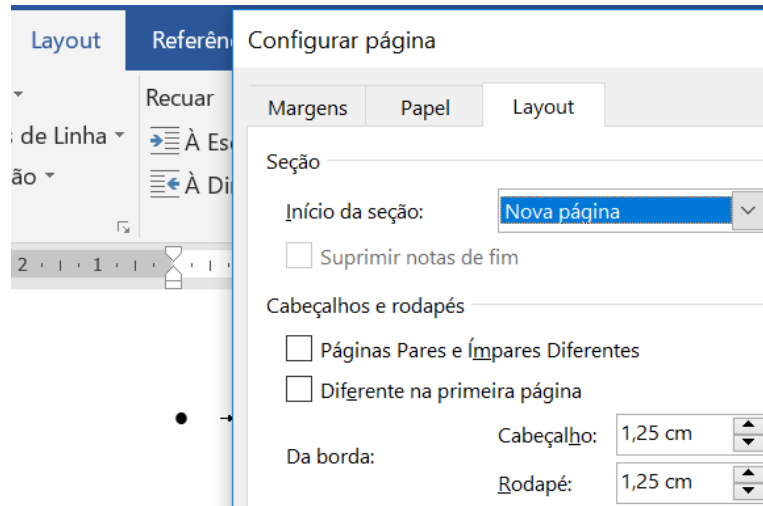 Layout Referên
Recuar
de Linha À Es
ão À Di
2 1
Configurar página
Margens Papel Layout
Seção
Início da seção: Nova página
Suprimir notas de fim
Cabeçalhos e rodapés
Páginas Pares e Ímpares Diferentes
Diferente na primeira página
Da borda:
Cabeçalho: 1,25 cm
Rodapé: 1,25 cm